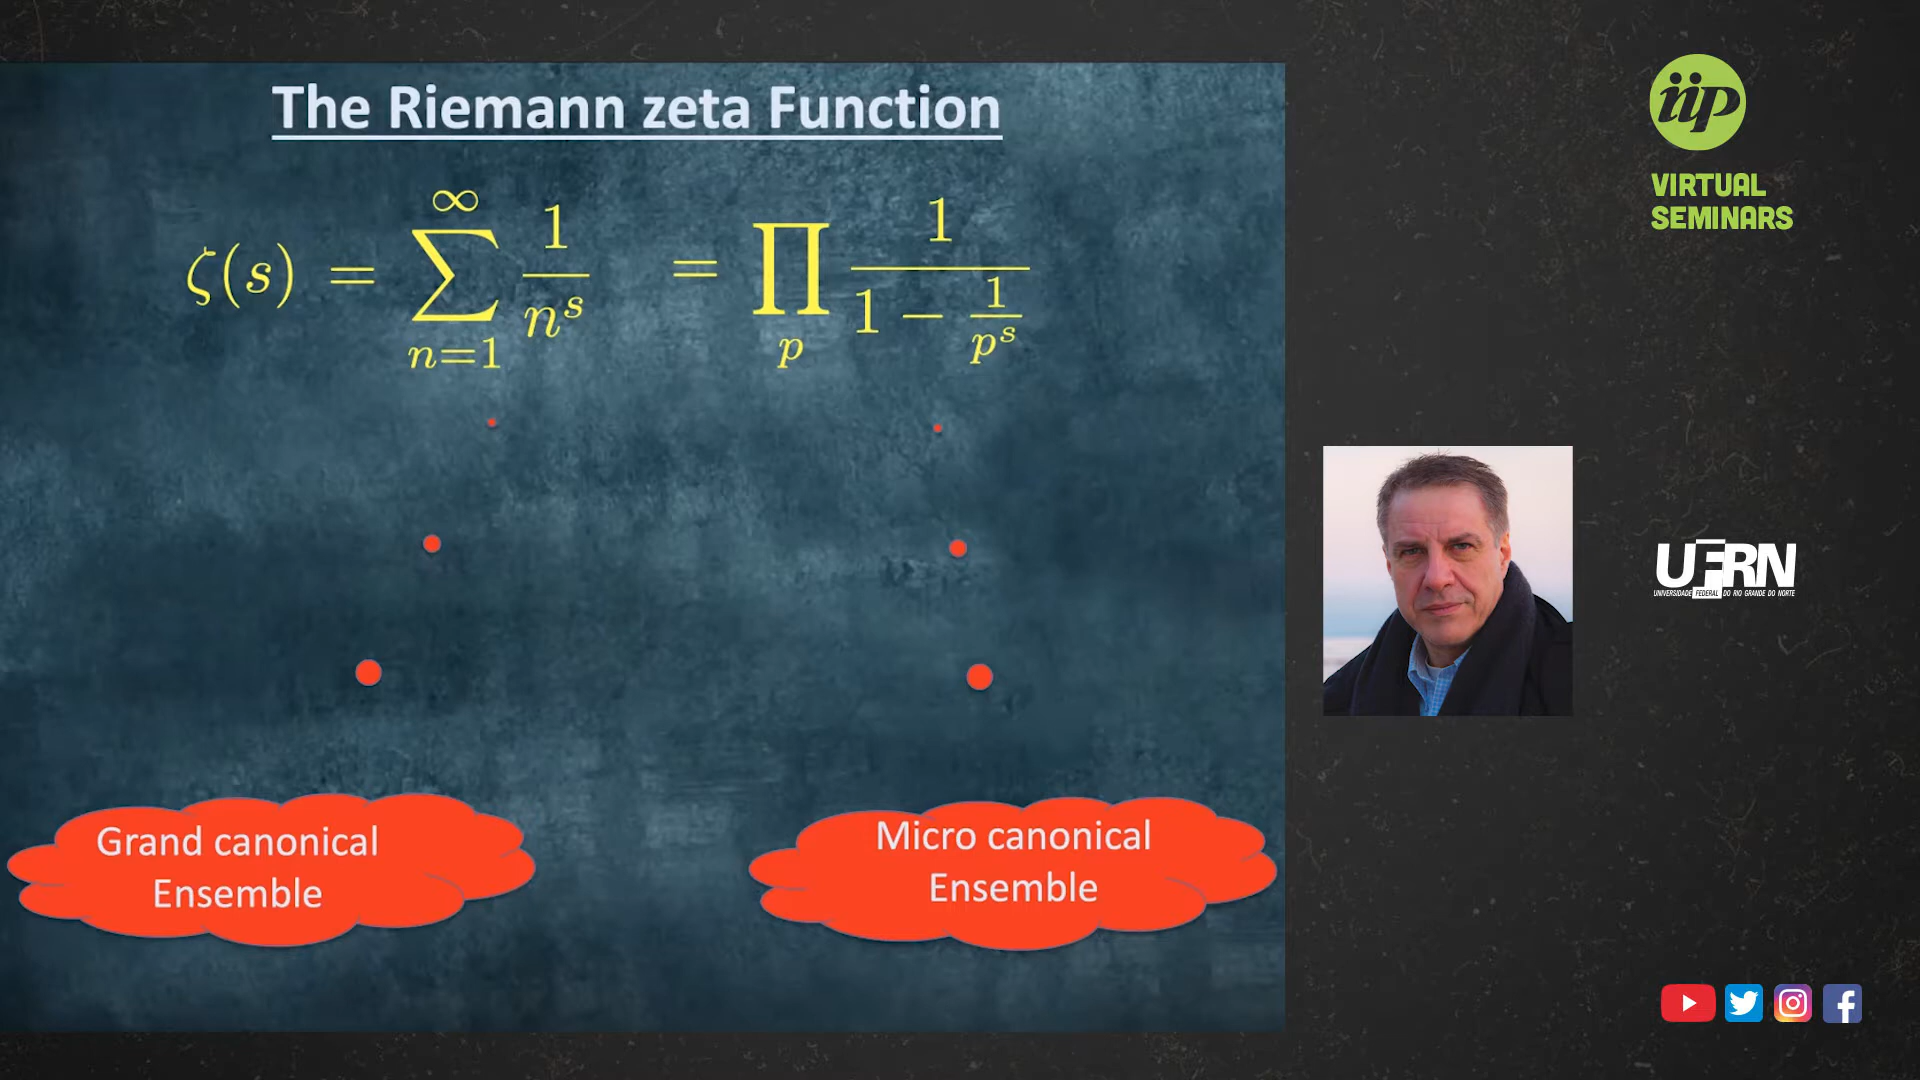 The Riemann zeta Function
ζ(s) = ∑_{n=1}^{∞} 1/n^s = ∏_p 1/(1 − 1/p^s)
Grand canonical
Ensemble
Micro canonical
Ensemble
iip
VIRTUAL
SEMINARS
UFRN
UNIVERSIDADE FEDERAL DO RIO GRANDE DO NORTE